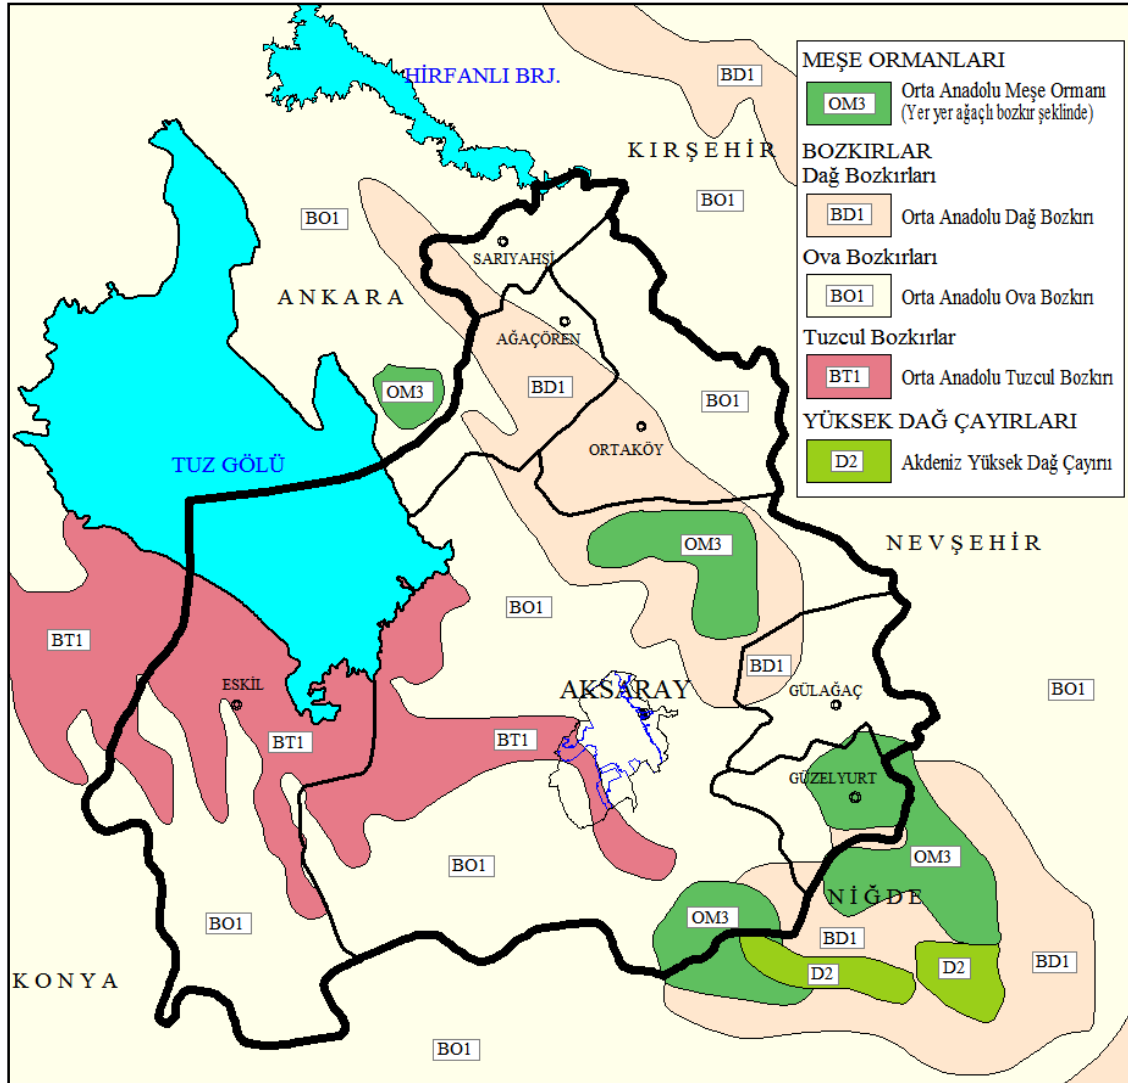 HİRFANLI BRJ.
BD1
KIRŞEHİR
BO1
BO1
SARIYAHŞİ
ANKARA
AĞAÇÖREN
OM3
BD1
BO1
ORTAKÖY
TUZ GÖLÜ
OM3
NEVŞEHİR
BO1
BT1
BD1
ESKİL
AKSARAY
GÜLAĞAÇ
BO1
BT1
BT1
GÜZELYURT
BO1
OM3
NİĞDE
BO1
OM3
BD1
KONYA
D2
D2
BD1
BO1
MEŞE ORMANLARI
OM3 Orta Anadolu Meşe Ormanı
(Yer yer ağaçlı bozkır şeklinde)
BOZKIRLAR
Dağ Bozkırları
BD1 Orta Anadolu Dağ Bozkırı
Ova Bozkırları
BO1 Orta Anadolu Ova Bozkırı
Tuzcul Bozkırlar
BT1 Orta Anadolu Tuzcul Bozkırı
YÜKSEK DAĞ ÇAYIRLARI
D2 Akdeniz Yüksek Dağ Çayırıı